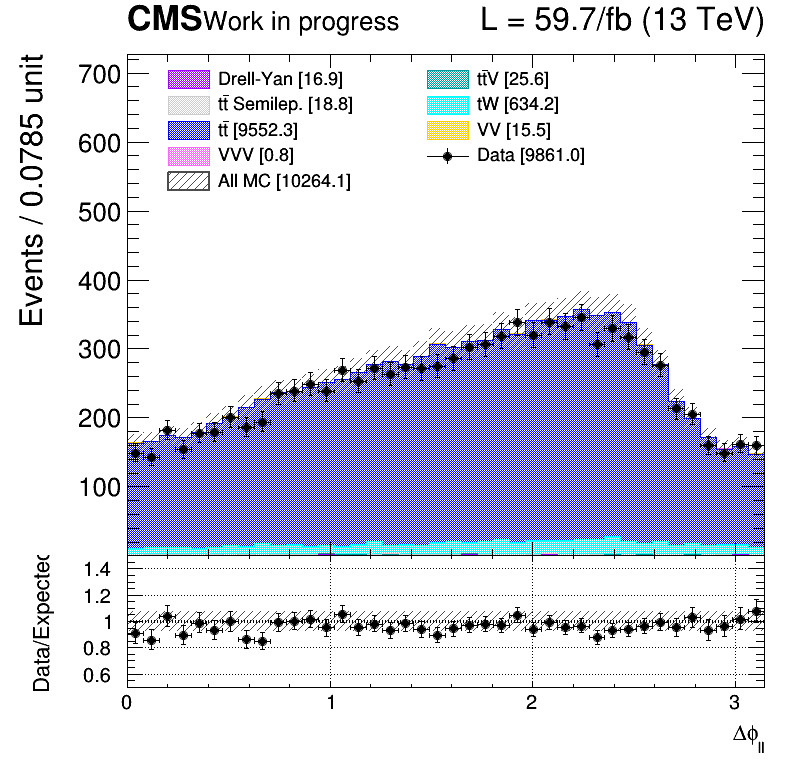 CMS Work in progress L = 59.7/fb (13 TeV)
Events / 0.0785 unit
700
600
500
400
300
200
100
Drell-Yan [16.9]
tt̄ Semilep. [18.8]
tt̄ [9552.3]
VVV [0.8]
All MC [10264.1]
tt̄V [25.6]
tW [634.2]
VV [15.5]
Data [9861.0]
Data/Expected
1.4
1.2
1
0.8
0.6
0 1 2 3
Δϕ_ll